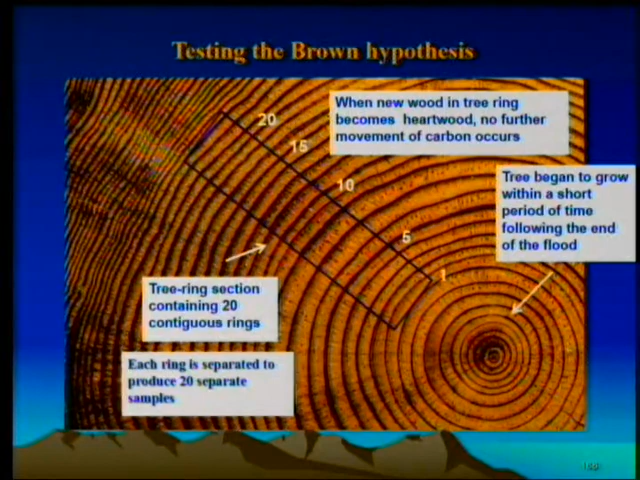 Testing the Brown hypothesis
When new wood in tree ring
becomes heartwood, no further
movement of carbon occurs
20
15
10
5
1
Tree began to grow
within a short
period of time
following the end
of the flood
Tree-ring section
containing 20
contiguous rings
Each ring is separated to
produce 20 separate
samples